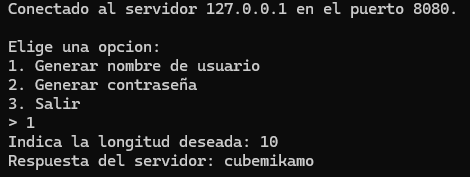 Conectado al servidor 127.0.0.1 en el puerto 8080.
Elige una opcion:
1. Generar nombre de usuario
2. Generar contraseña
3. Salir
> 1
Indica la longitud deseada: 10
Respuesta del servidor: cubemikamo